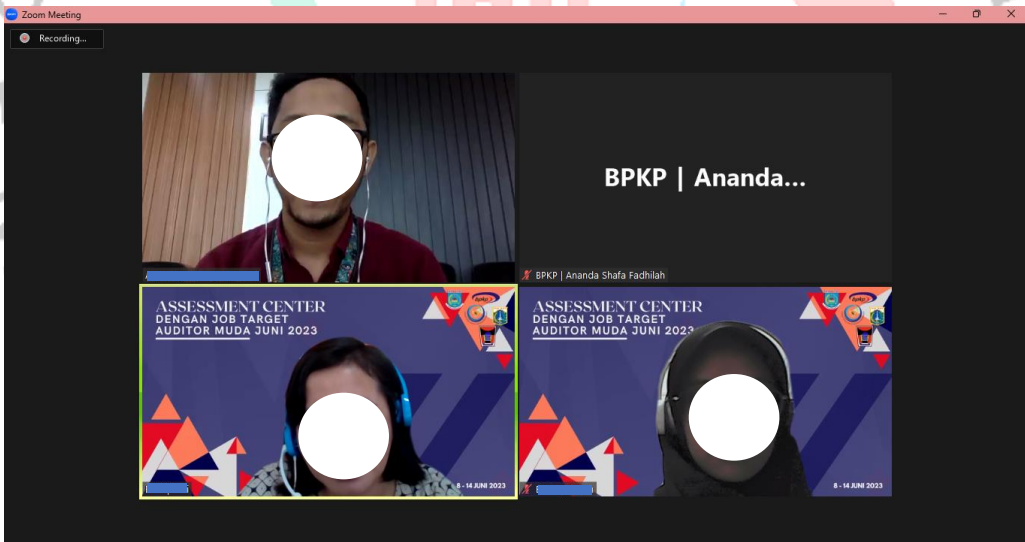 Zoom Meeting
Recording...
BPKP | Ananda...
BPKP | Ananda Shafa Fadhilah
ASSESSMENT CENTER
DENGAN JOB TARGET
AUDITOR MUDA JUNI 2023
8 - 14 JUNI 2023
ASSESSMENT CENTER
DENGAN JOB TARGET
AUDITOR MUDA JUNI 2023
8 - 14 JUNI 2023